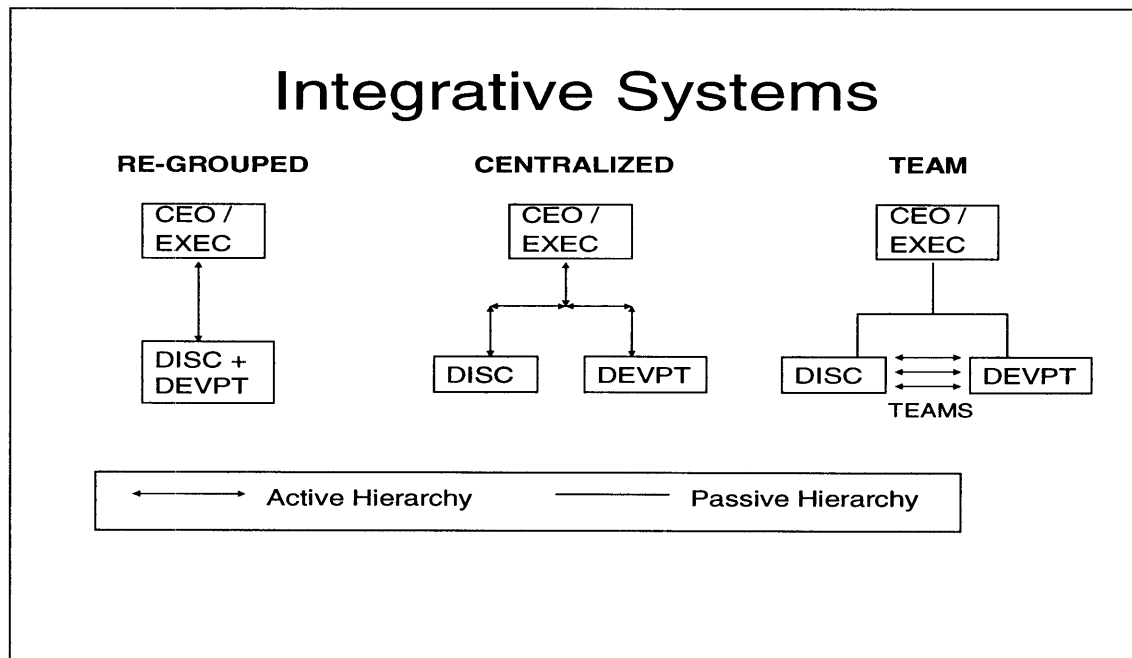 Integrative Systems
RE-GROUPED
CENTRALIZED
TEAM
CEO /
EXEC
CEO /
EXEC
CEO /
EXEC
DISC +
DEVPT
DISC
DEVPT
DISC
DEVPT
TEAMS
Active Hierarchy
Passive Hierarchy